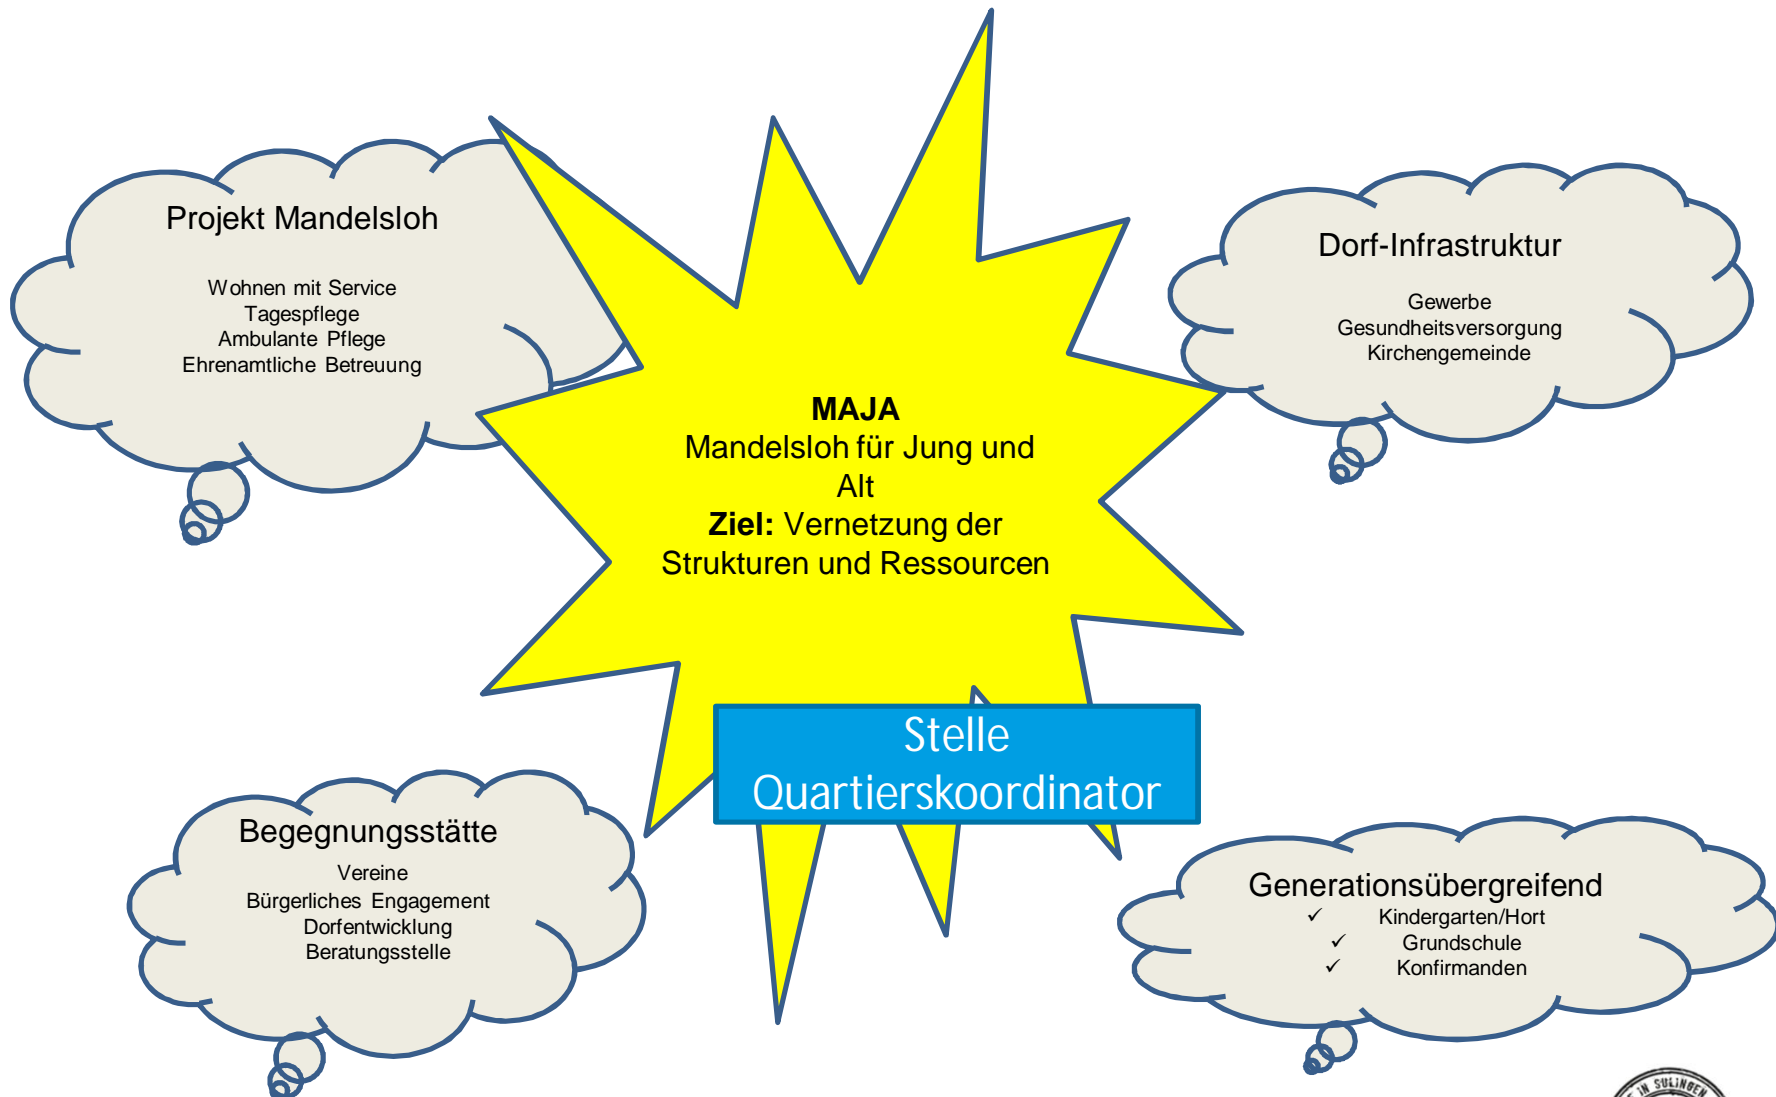 Projekt Mandelsloh
Wohnen mit Service
Tagespflege
Ambulante Pflege
Ehrenamtliche Betreuung
Dorf-Infrastruktur
Gewerbe
Gesundheitsversorgung
Kirchengemeinde
MAJA
Mandelsloh für Jung und
Alt
Ziel: Vernetzung der
Strukturen und Ressourcen
Stelle
Quartierskoordinator
Begegnungsstätte
Vereine
Bürgerliches Engagement
Dorfentwicklung
Beratungsstelle
Generationsübergreifend
✓ Kindergarten/Hort
✓ Grundschule
✓ Konfirmanden
IN SULINGEN